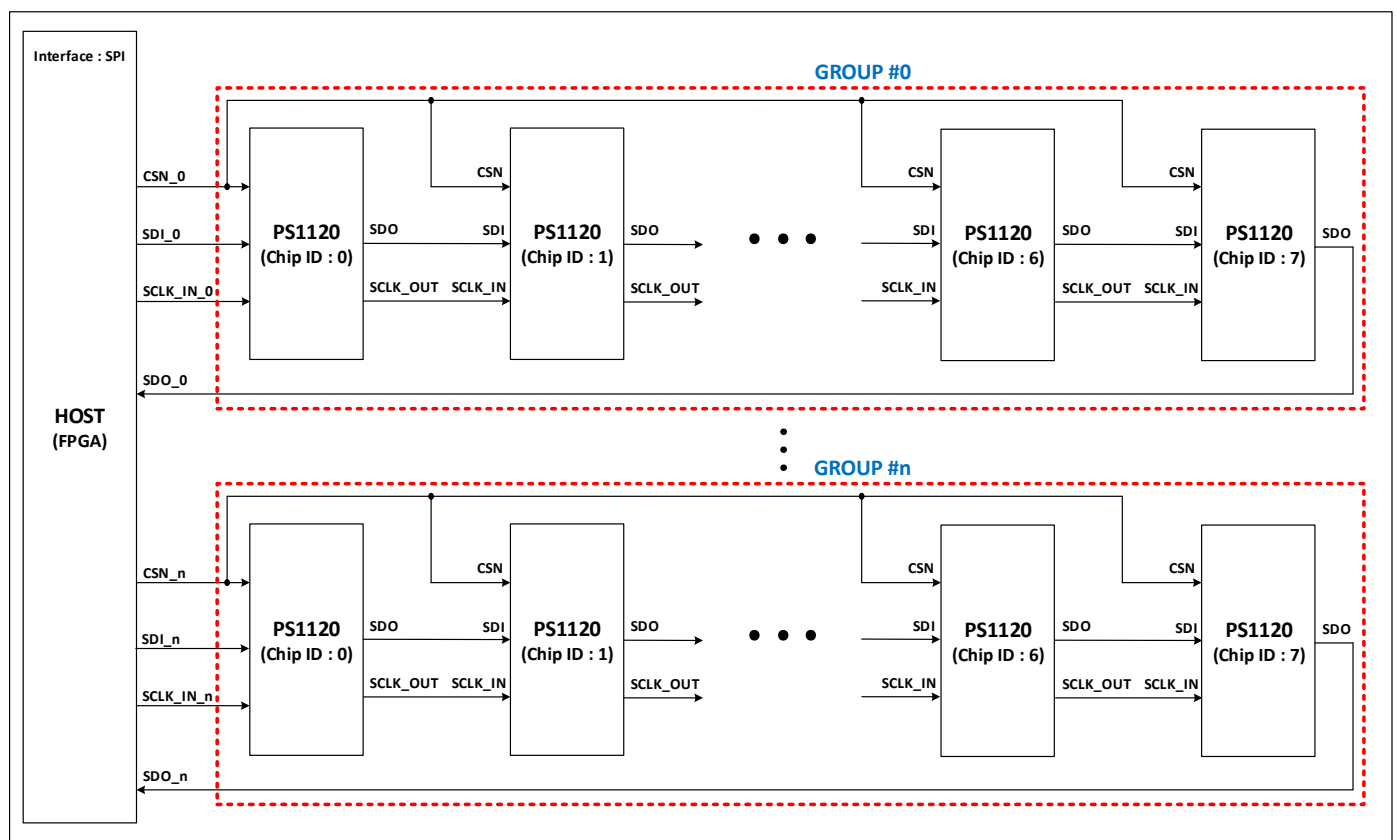 Interface : SPI
GROUP #0
CSN_0
CSN
CSN
CSN
SDI_0
PS1120
(Chip ID : 0)
SDO
SDI
PS1120
(Chip ID : 1)
SDO
SDI
PS1120
(Chip ID : 6)
SDO
SDI
PS1120
(Chip ID : 7)
SDO
SCLK_IN_0
SCLK_OUT
SCLK_IN
SCLK_OUT
SCLK_IN
SCLK_OUT
SCLK_IN
SDO_0
HOST
(FPGA)
GROUP #n
CSN_n
CSN
CSN
CSN
SDI_n
PS1120
(Chip ID : 0)
SDO
SDI
PS1120
(Chip ID : 1)
SDO
SDI
PS1120
(Chip ID : 6)
SDO
SDI
PS1120
(Chip ID : 7)
SDO
SCLK_IN_n
SCLK_OUT
SCLK_IN
SCLK_OUT
SCLK_IN
SCLK_OUT
SCLK_IN
SDO_n